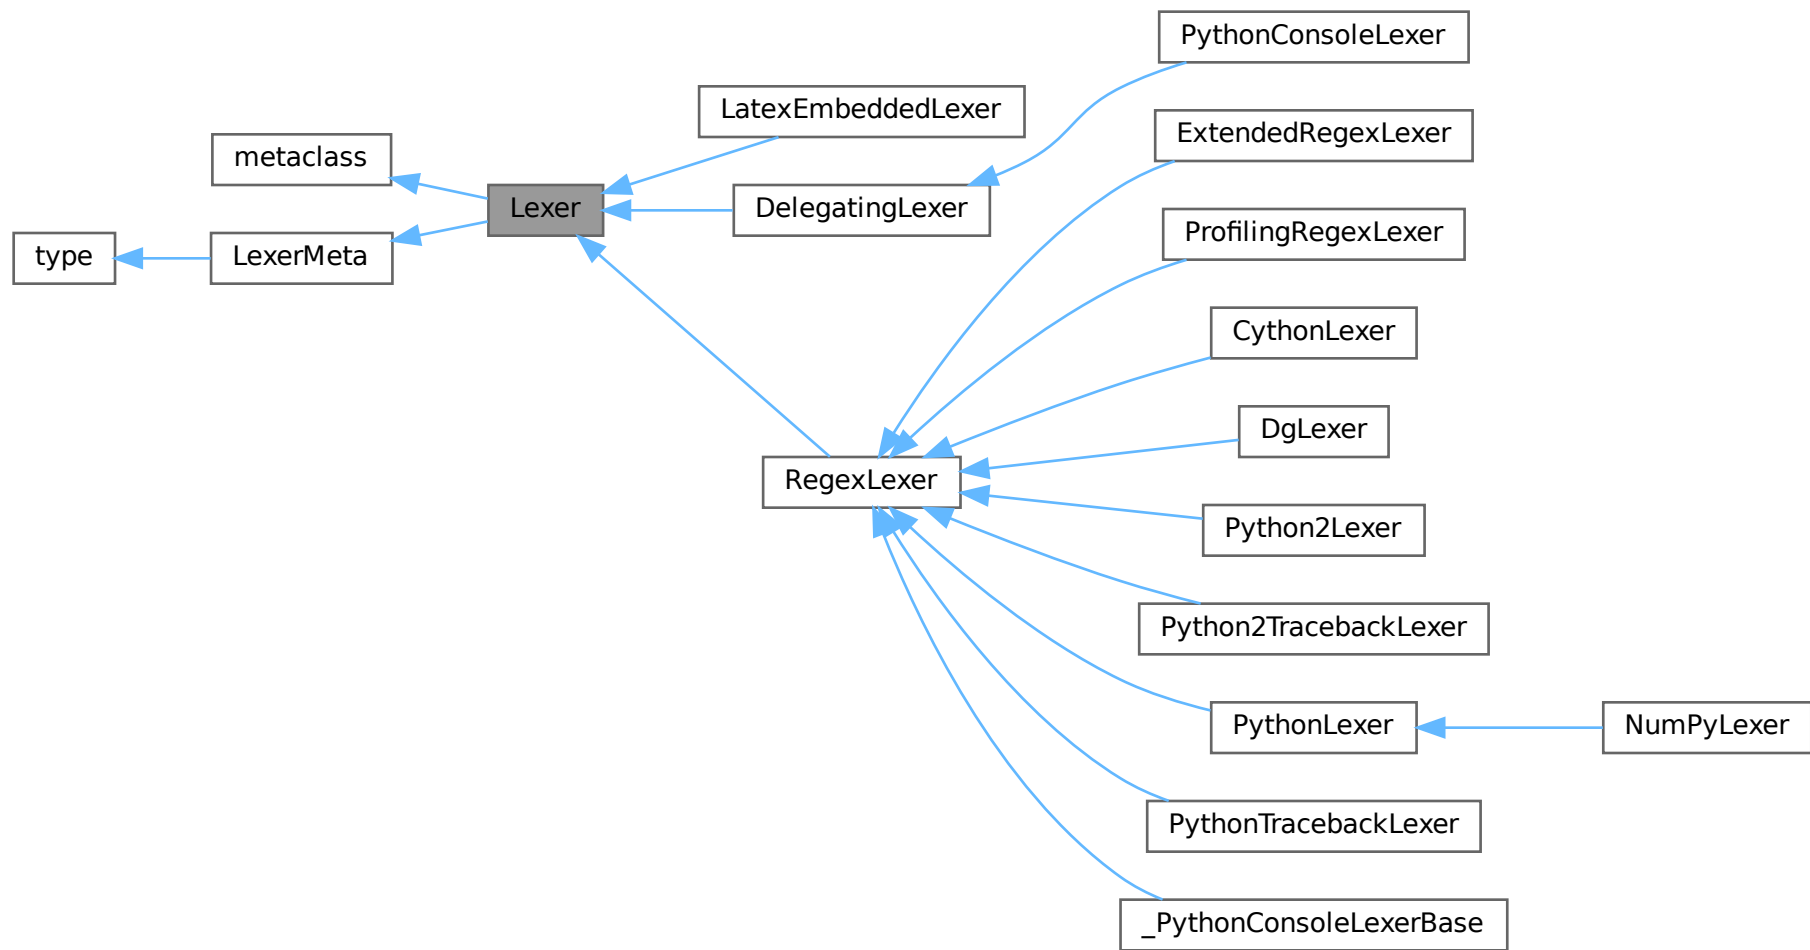 PythonConsoleLexer
LatexEmbeddedLexer
ExtendedRegexLexer
metaclass
Lexer
DelegatingLexer
ProfilingRegexLexer
type
LexerMeta
CythonLexer
DgLexer
RegexLexer
Python2Lexer
Python2TracebackLexer
PythonLexer
NumPyLexer
PythonTracebackLexer
_PythonConsoleLexerBase